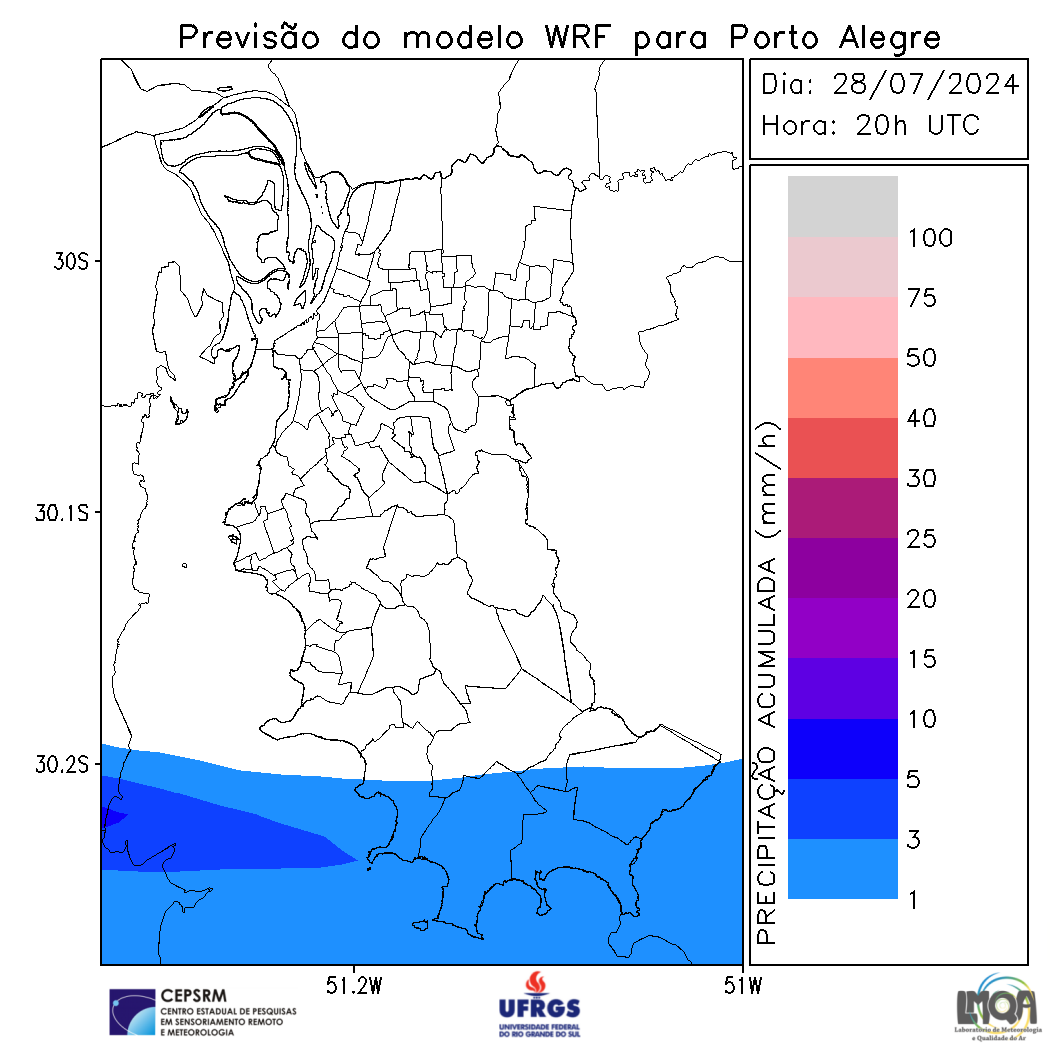 Previsão do modelo WRF para Porto Alegre
Dia: 28/07/2024
Hora: 20h UTC
100
75
50
40
30
25
20
15
10
5
3
1
PRECIPITAÇÃO ACUMULADA (mm/h)
30S
30.1S
30.2S
51.2W
51W
CEPSRM
CENTRO ESTADUAL DE PESQUISAS
EM SENSORIAMENTO REMOTO
E METEOROLOGIA
UFRGS
UNIVERSIDADE FEDERAL
DO RIO GRANDE DO SUL
LMQA
Laboratório de Meteorologia
e Qualidade do Ar